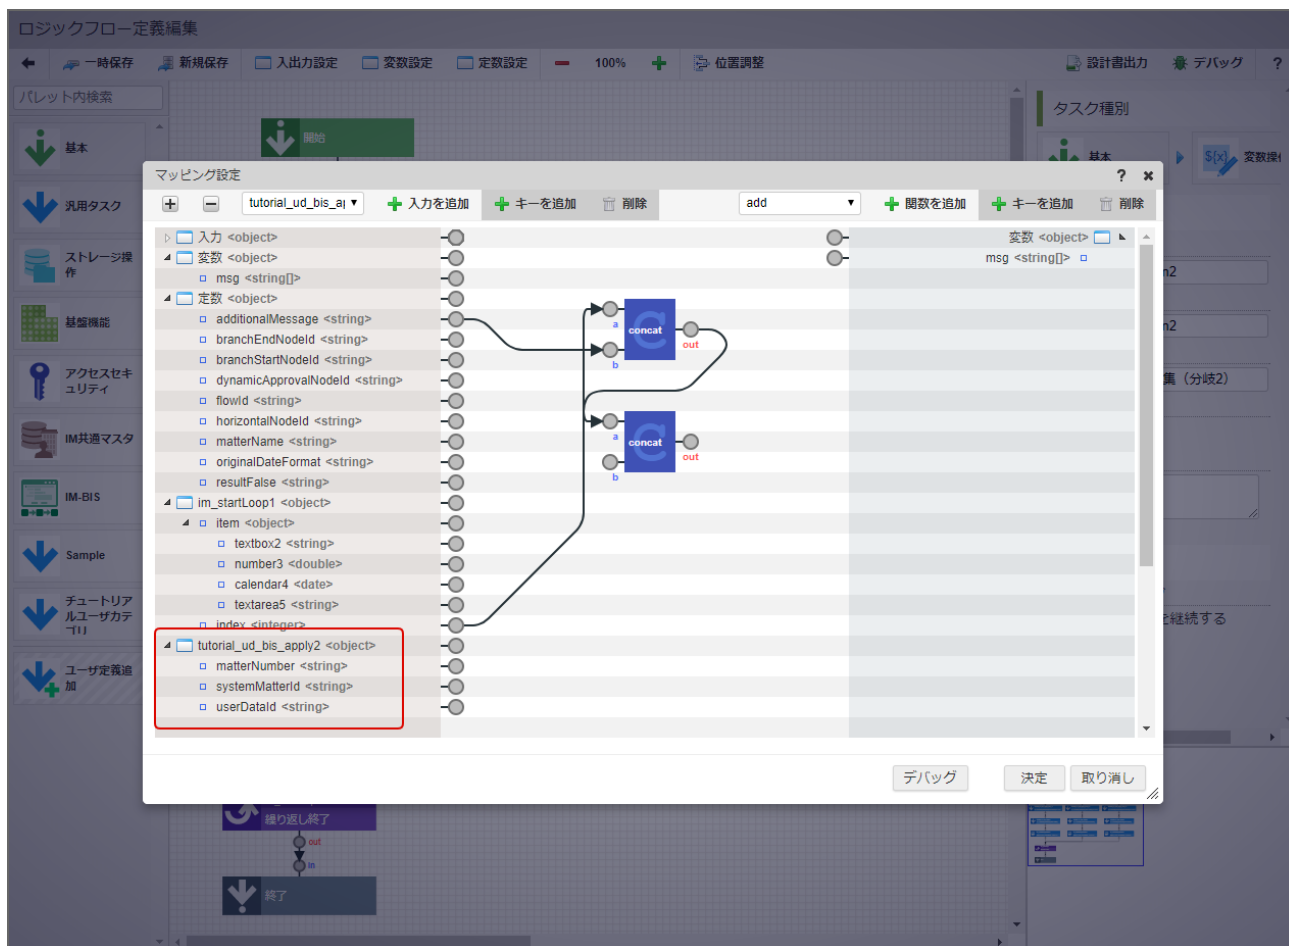 ロジックフロー定義編集
一時保存
新規保存
入出力設定
変数設定
定数設定
100%
位置調整
設計書出力
デバッグ
?
パレット内検索
基本
汎用タスク
ストレージ操
作
基盤機能
アクセスセキ
ュリティ
IM共通マスタ
IM-BIS
Sample
チュートリア
ルユーザカテ
ゴリ
ユーザ定義追
加
開始
タスク種別
基本
${x}
変数操
マッピング設定
?
tutorial_ud_bis_a
入力を追加
キーを追加
削除
add
関数を追加
キーを追加
削除
入力 <object>
変数 <object>
msg <string[]>
定数 <object>
additionalMessage <string>
branchEndNodeId <string>
branchStartNodeId <string>
dynamicApprovalNodeId <string>
flowId <string>
horizontalNodeId <string>
matterName <string>
originalDateFormat <string>
resultFalse <string>
im_startLoop1 <object>
item <object>
textbox2 <string>
number3 <double>
calendar4 <date>
textarea5 <string>
index <integer>
tutorial_ud_bis_apply2 <object>
matterNumber <string>
systemMatterId <string>
userDataId <string>
a
concat
out
b
a
concat
out
b
変数 <object>
msg <string[]>
n2
n2
集（分岐2）
を継続する
デバッグ
決定
取り消し
繰り返し終了
out
in
終了